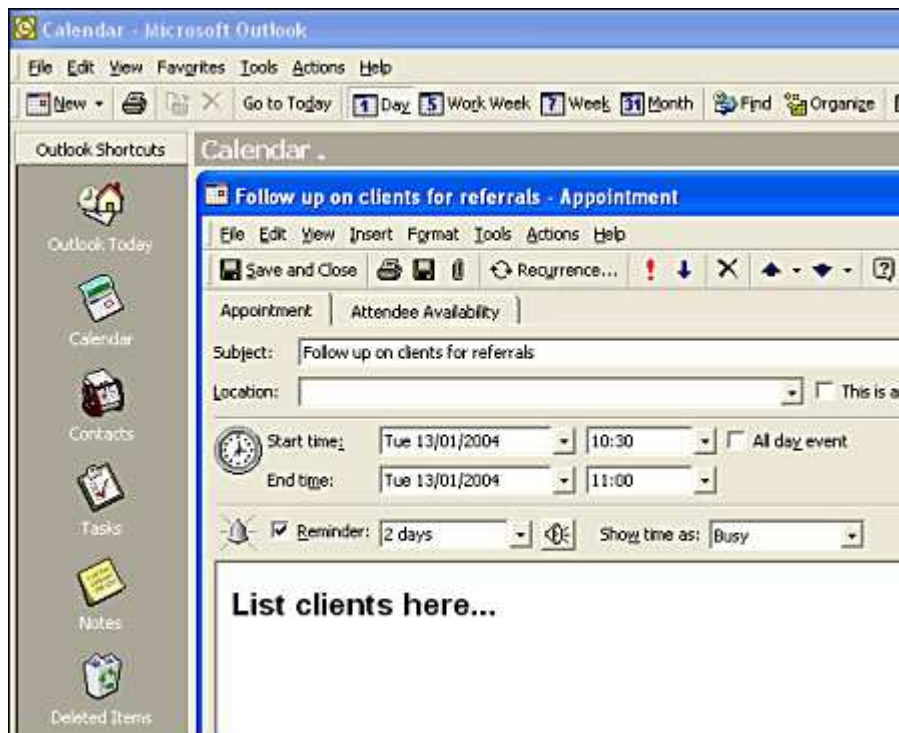 Calendar - Microsoft Outlook
File Edit View Favorites Tools Actions Help
New Go to Today 1 Day 5 Work Week 7 Week 31 Month Find Organize
Outlook Shortcuts Calendar .
Follow up on clients for referrals - Appointment
Outlook Today
File Edit View Insert Format Tools Actions Help
Save and Close Recurrence...
Appointment Attendee Availability
Calendar
Subject: Follow up on clients for referrals
Location: This is a
Contacts
Start time: Tue 13/01/2004 10:30 All day event
End time: Tue 13/01/2004 11:00
Tasks
Reminder: 2 days Show time as: Busy
List clients here...
Notes
Deleted Items